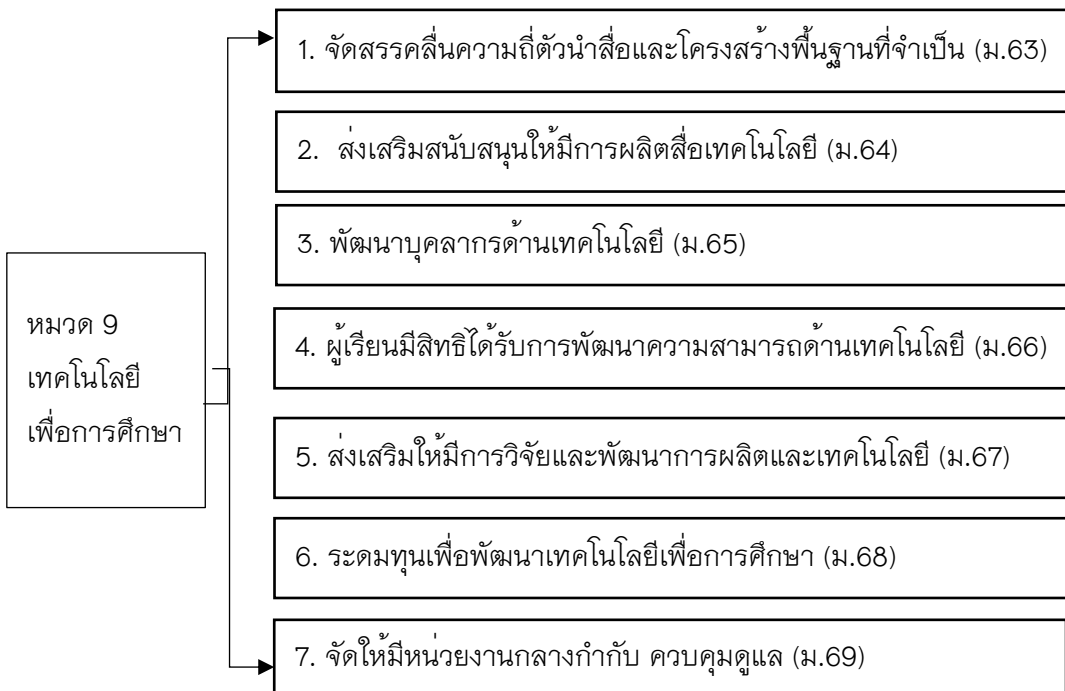 หมวด 9
เทคโนโลยี
เพื่อการศึกษา
1. จัดสรรคลื่นความถี่ตัวนำสื่อและโครงสร้างพื้นฐานที่จำเป็น (ม.63)
2. ส่งเสริมสนับสนุนให้มีการผลิตสื่อเทคโนโลยี (ม.64)
3. พัฒนาบุคลากรด้านเทคโนโลยี (ม.65)
4. ผู้เรียนมีสิทธิได้รับการพัฒนาความสามารถด้านเทคโนโลยี (ม.66)
5. ส่งเสริมให้มีการวิจัยและพัฒนาการผลิตและเทคโนโลยี (ม.67)
6. ระดมทุนเพื่อพัฒนาเทคโนโลยีเพื่อการศึกษา (ม.68)
7. จัดให้มีหน่วยงานกลางกำกับ ควบคุมดูแล (ม.69)